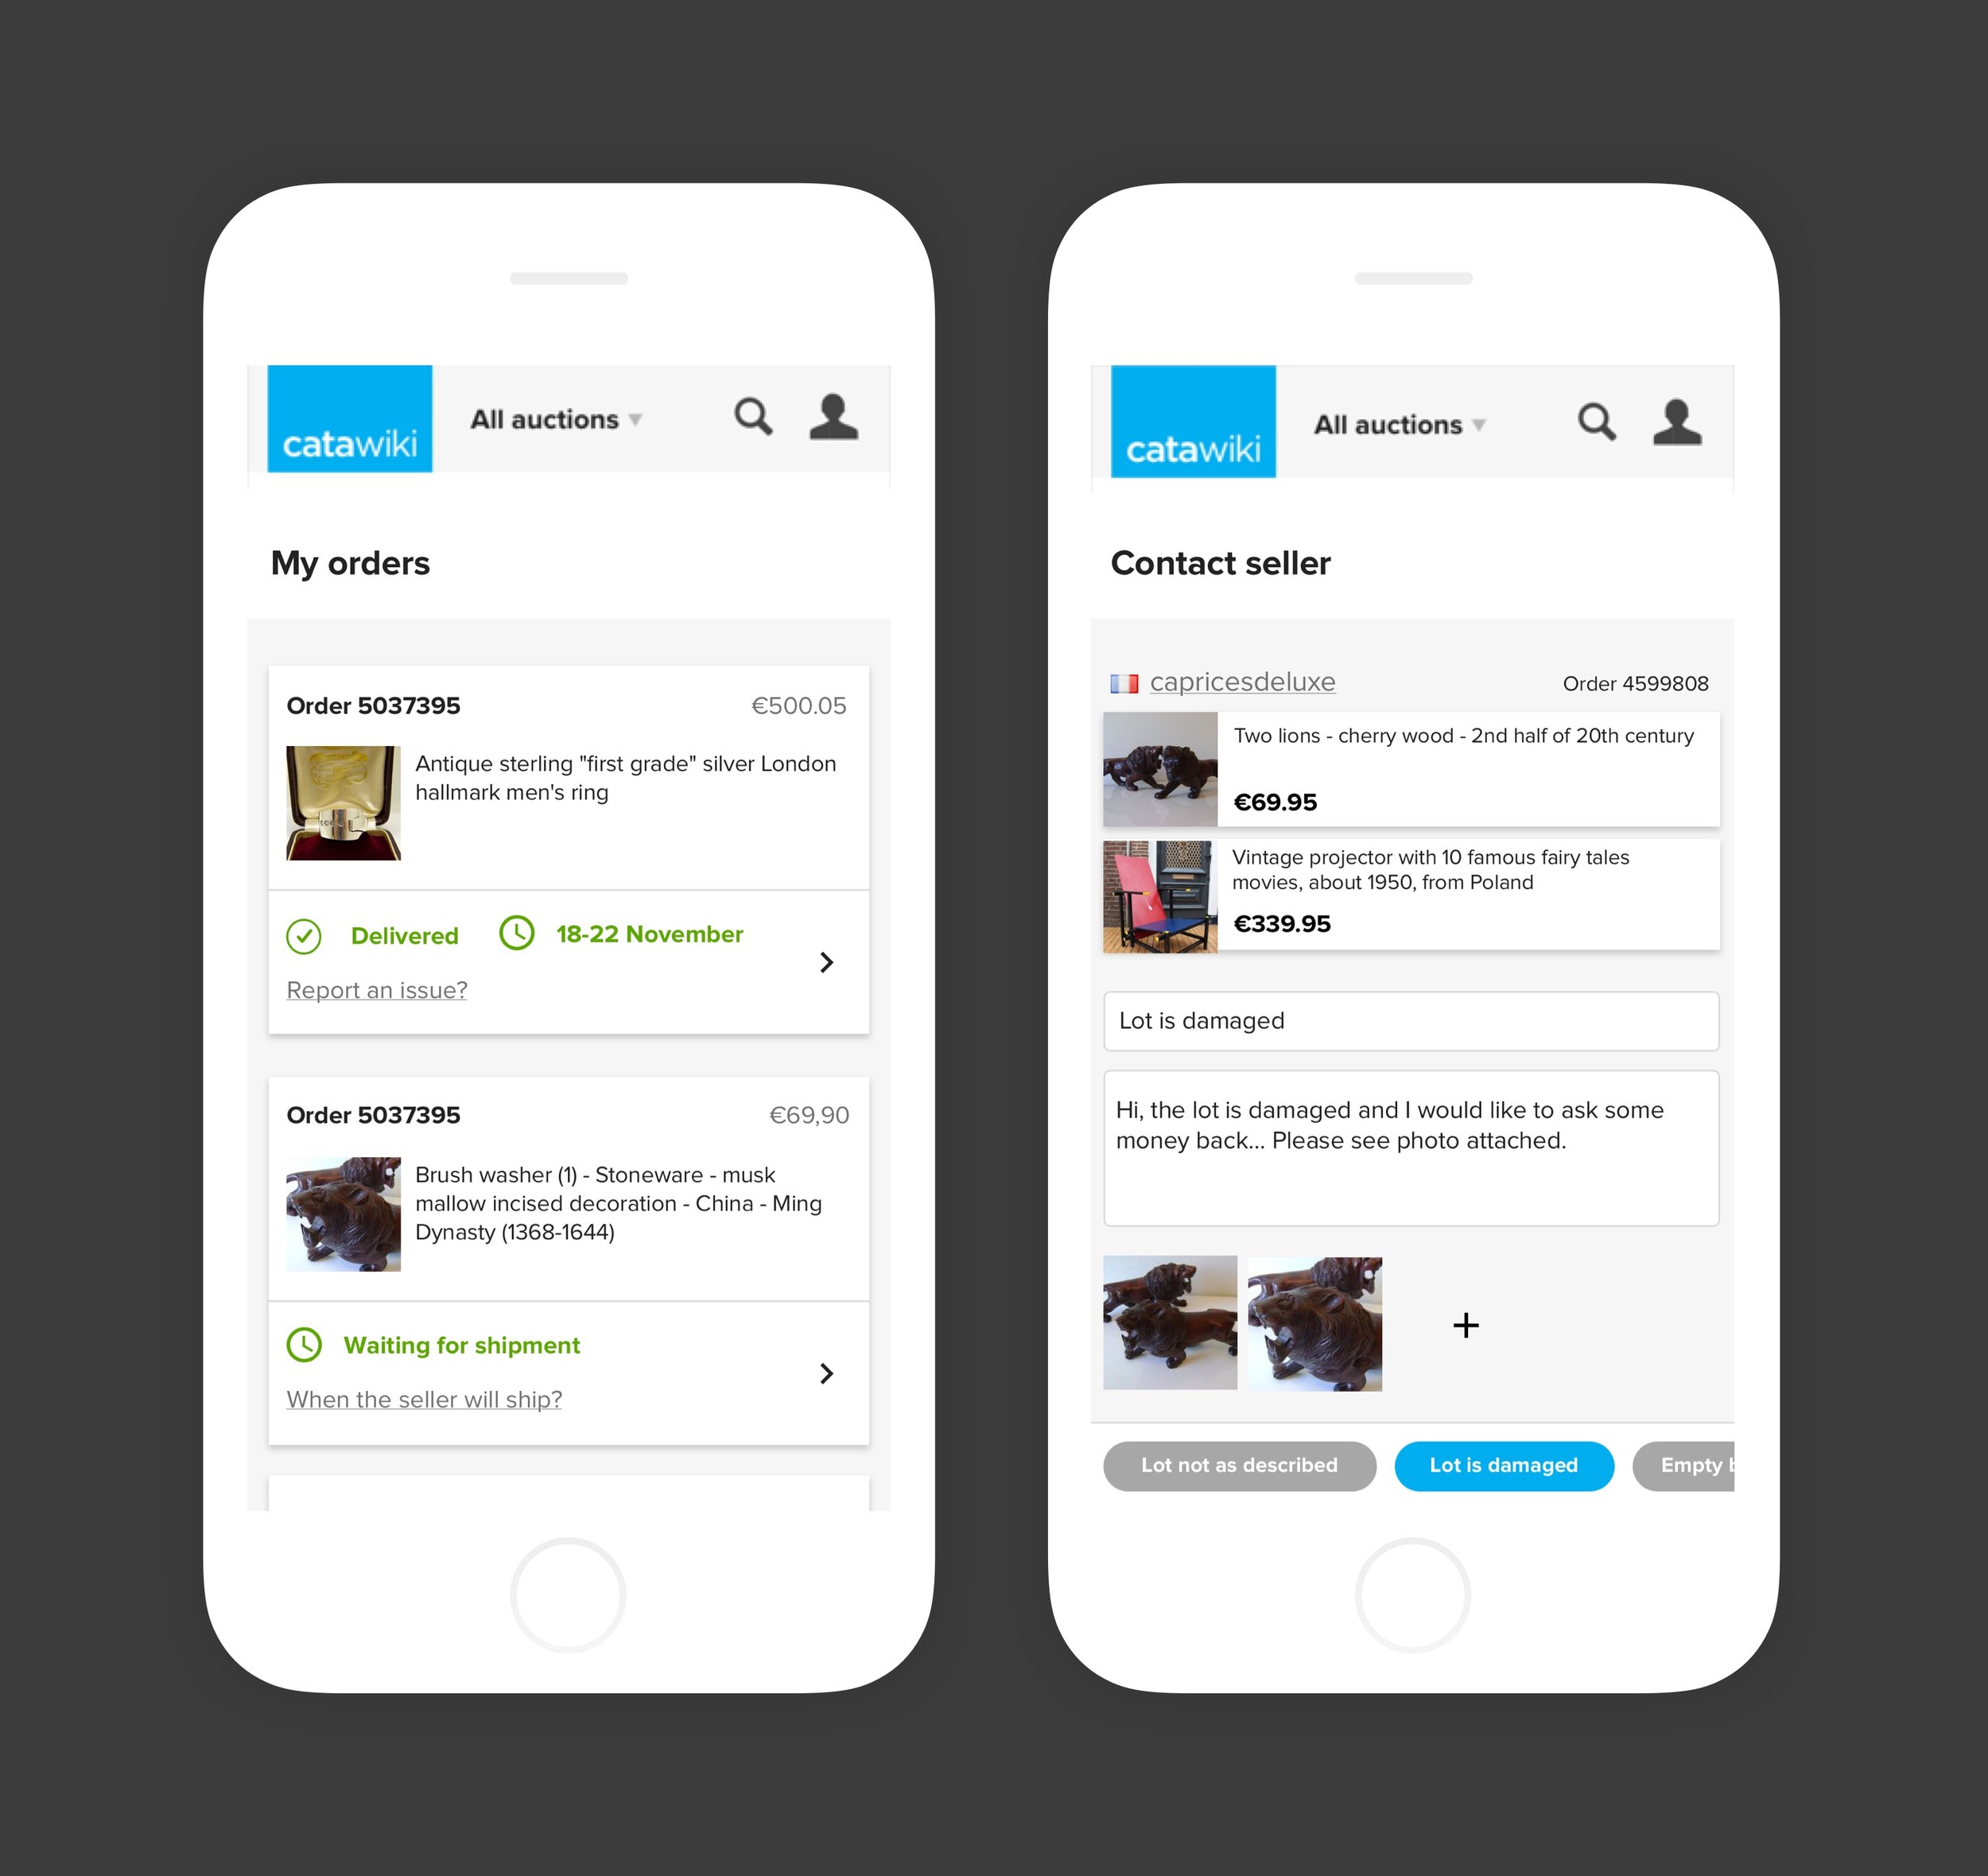 catawiki
All auctions
My orders
Order 5037395
€500.05
Antique sterling "first grade" silver London
hallmark men's ring
Delivered
18-22 November
Report an issue?
Order 5037395
€69,90
Brush washer (1) - Stoneware - musk
mallow incised decoration - China - Ming
Dynasty (1368-1644)
Waiting for shipment
When the seller will ship?
catawiki
All auctions
Contact seller
capricesdeluxe
Order 4599808
Two lions - cherry wood - 2nd half of 20th century
€69.95
Vintage projector with 10 famous fairy tales
movies, about 1950, from Poland
€339.95
Lot is damaged
Hi, the lot is damaged and I would like to ask some
money back... Please see photo attached.
Lot not as described
Lot is damaged
Empty